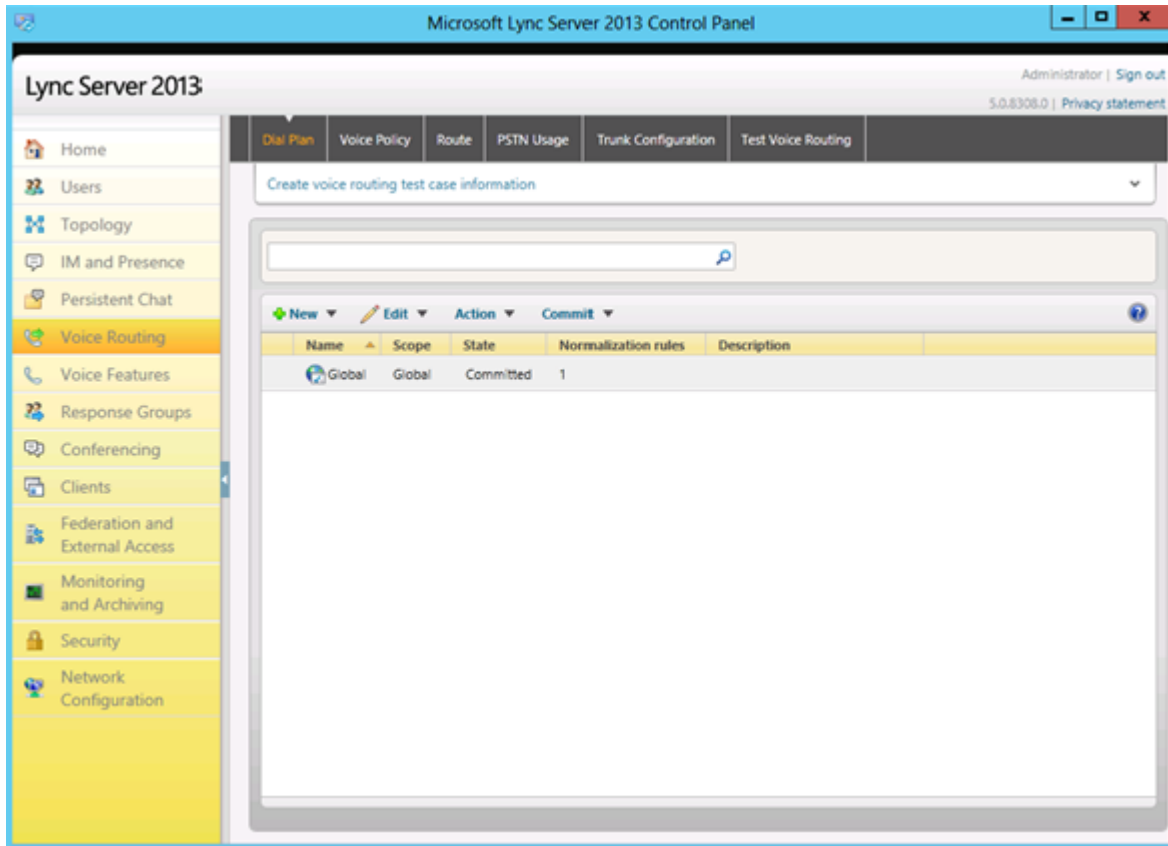 Microsoft Lync Server 2013 Control Panel
Lync Server 2013
Administrator | Sign out
5.0.8308.0 | Privacy statement
Home
Users
Topology
IM and Presence
Persistent Chat
Voice Routing
Voice Features
Response Groups
Conferencing
Clients
Federation and
External Access
Monitoring
and Archiving
Security
Network
Configuration
Dial Plan Voice Policy Route PSTN Usage Trunk Configuration Test Voice Routing
Create voice routing test case information
New Edit Action Commit
Name Scope State Normalization rules Description
Global Global Committed 1